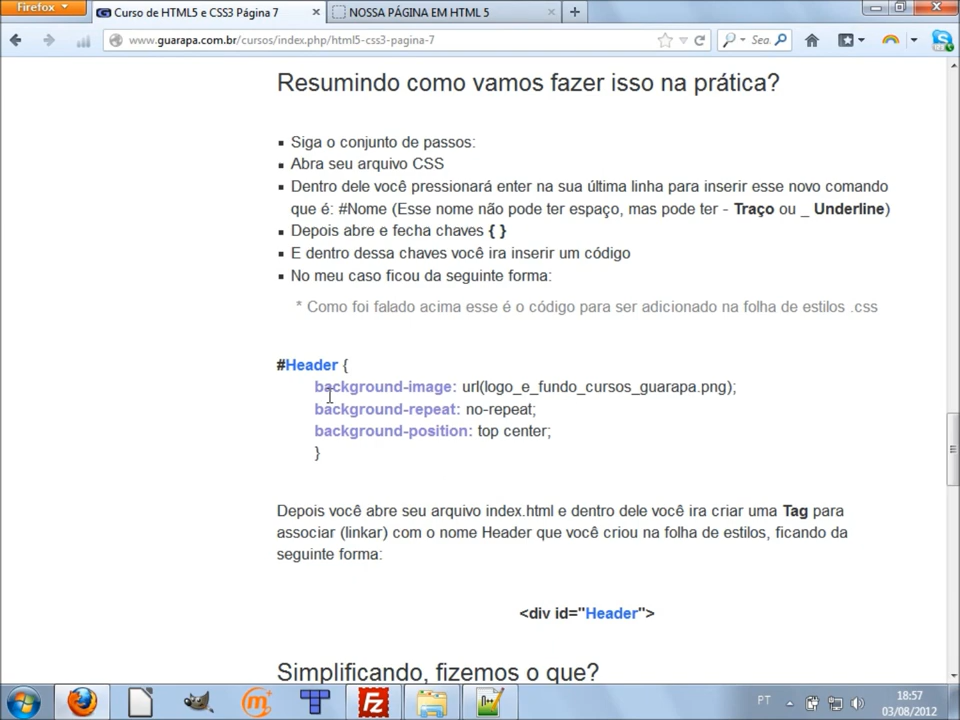 Firefox
Curso de HTML5 e CSS3 Página 7
NOSSA PÁGINA EM HTML 5
www.guarapa.com.br/cursos/index.php/html5-css3-pagina-7
Sea
Resumindo como vamos fazer isso na prática?
Siga o conjunto de passos:
Abra seu arquivo CSS
Dentro dele você pressionará enter na sua última linha para inserir esse novo comando
que é: #Nome (Esse nome não pode ter espaço, mas pode ter - Traço ou _ Underline)
Depois abre e fecha chaves { }
E dentro dessa chaves você ira inserir um código
No meu caso ficou da seguinte forma:
* Como foi falado acima esse é o código para ser adicionado na folha de estilos .css
#Header {
background-image: url(logo_e_fundo_cursos_guarapa.png);
background-repeat: no-repeat;
background-position: top center;
}
Depois você abre seu arquivo index.html e dentro dele você ira criar uma Tag para
associar (linkar) com o nome Header que você criou na folha de estilos, ficando da
seguinte forma:
<div id="Header">
Simplificando, fizemos o que?
PT
18:57
03/08/2012